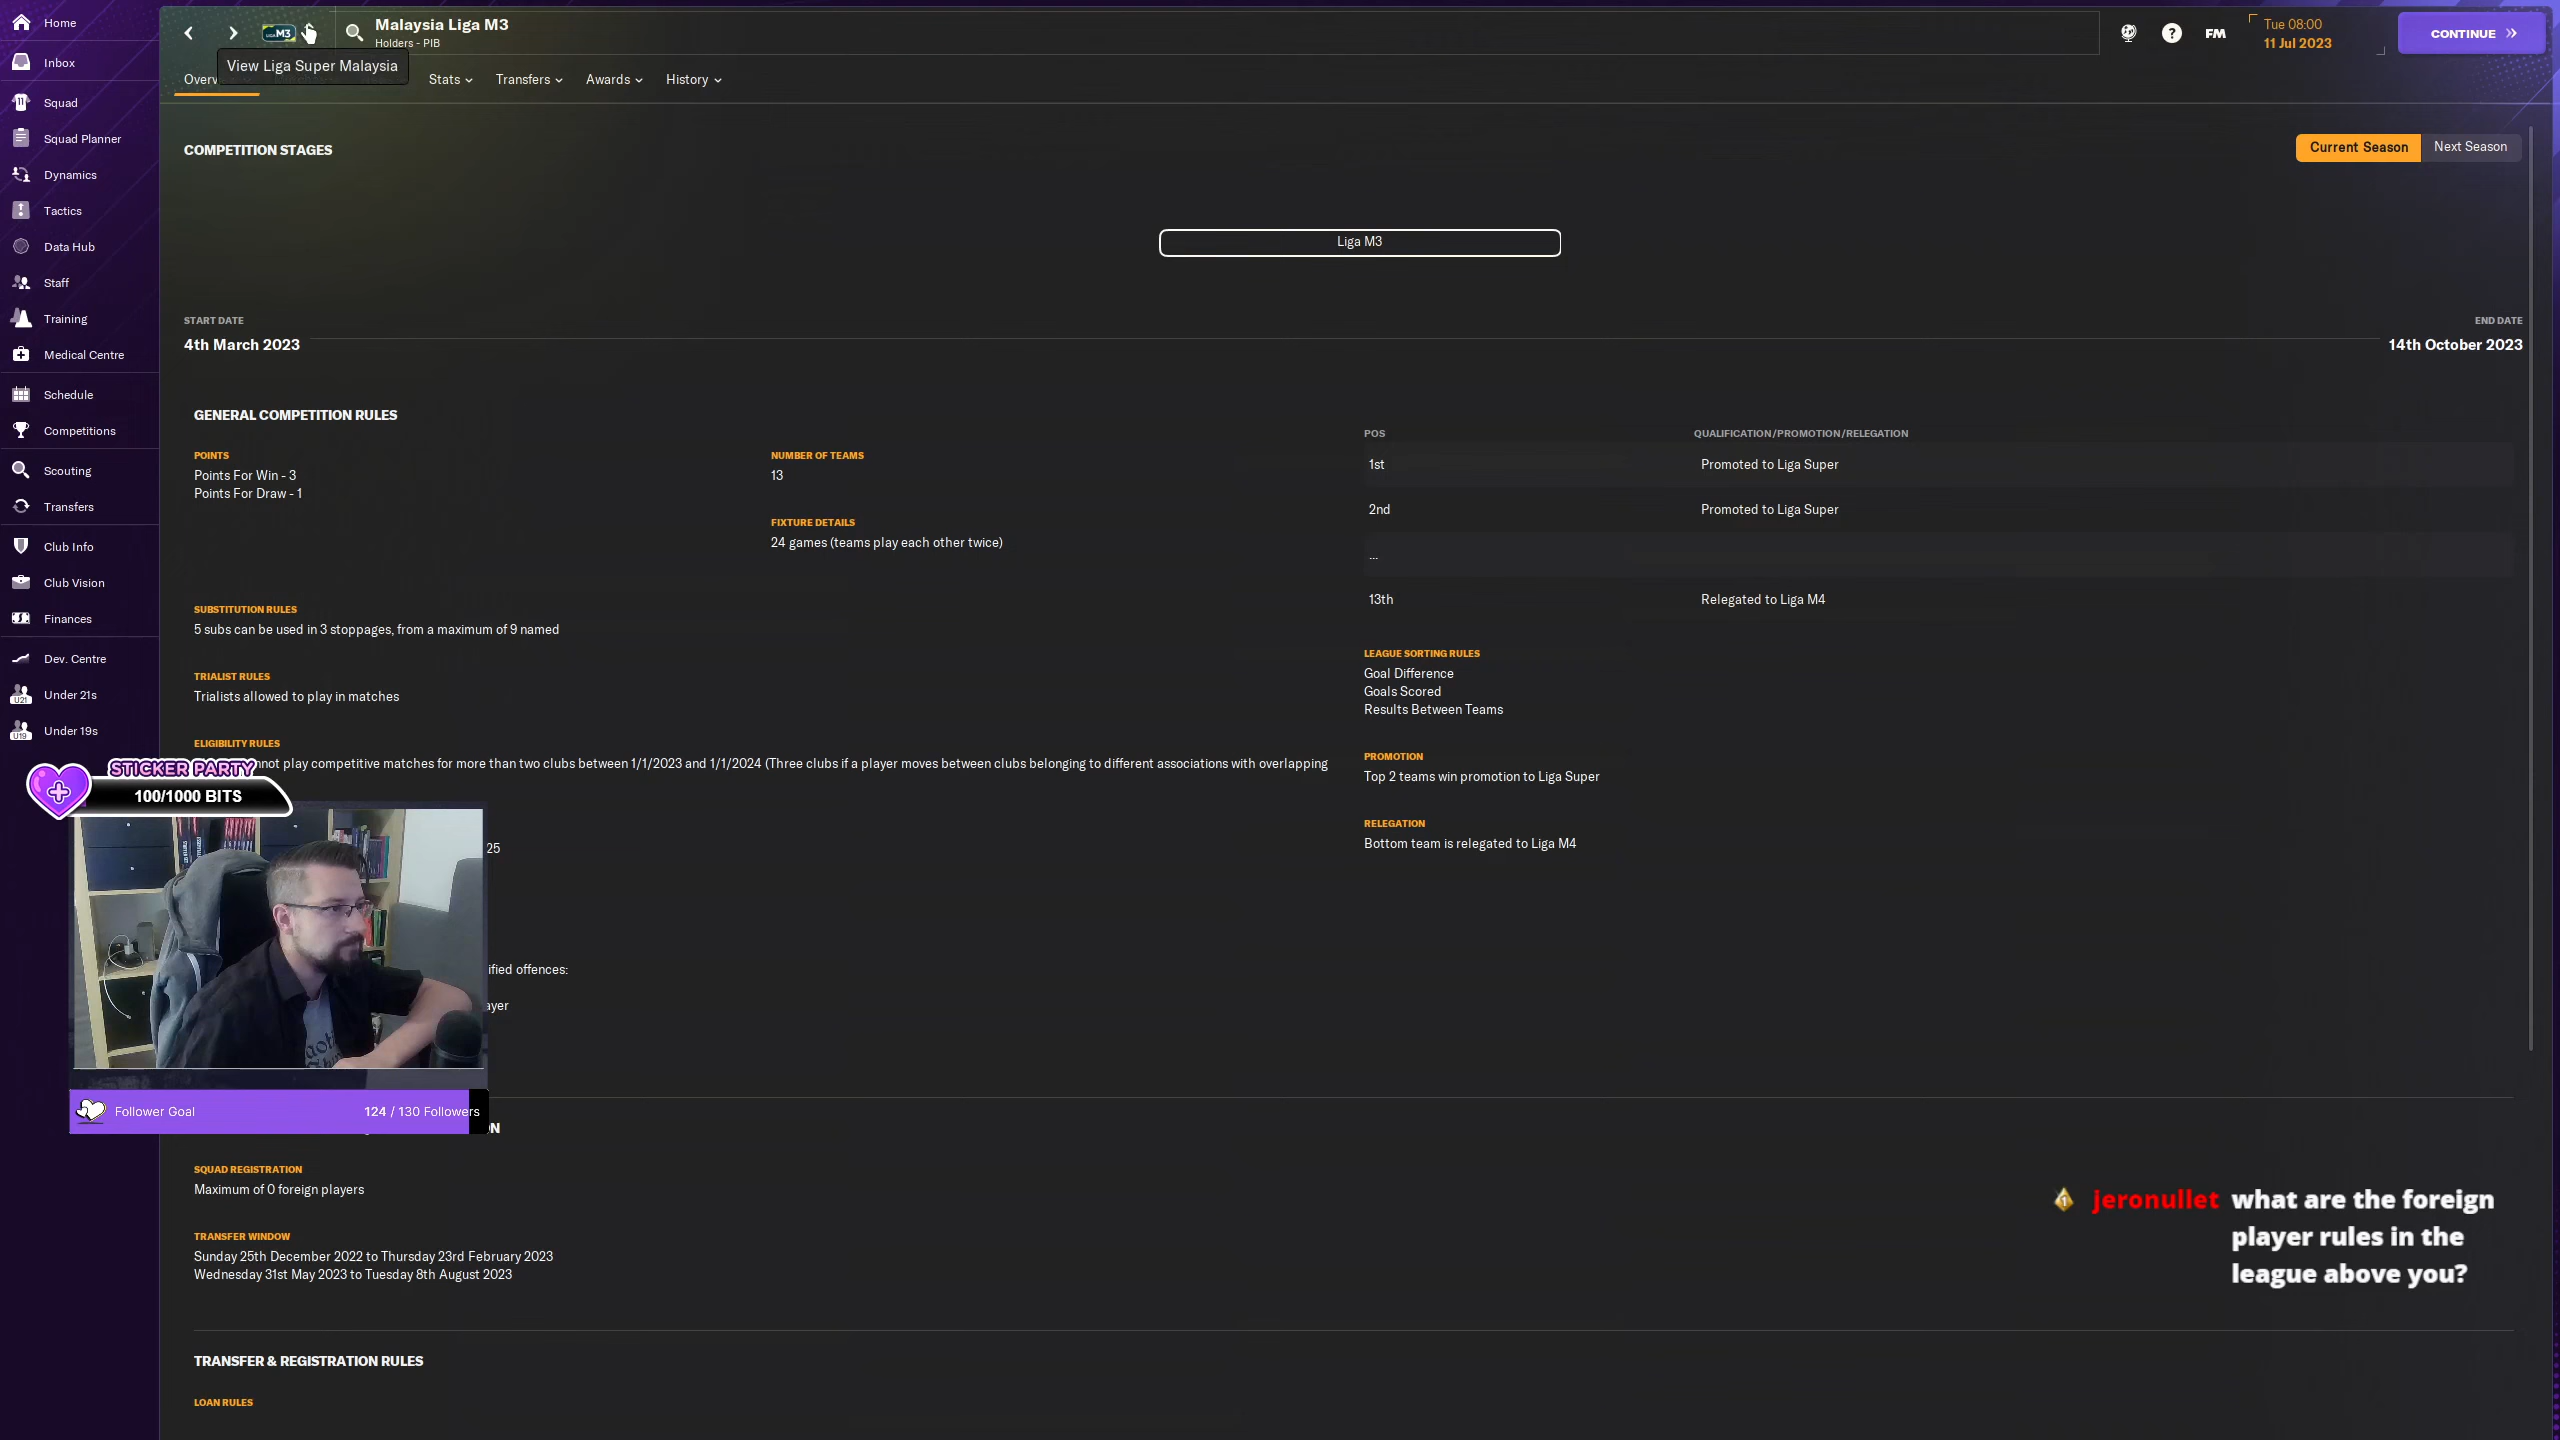 Home
Inbox
Squad
Squad Planner
Dynamics
Tactics
Data Hub
Staff
Training
Medical Centre
Schedule
Competitions
Scouting
Transfers
Club Info
Club Vision
Finances
Dev. Centre
U21 Under 21s
U19 Under 19s
M3
Malaysia Liga M3
Holders - PIB
FM
Tue 08:00
11 Jul 2023
CONTINUE
View Liga Super Malaysia
Overv
Stats
Transfers
Awards
History
COMPETITION STAGES
Current Season
Next Season
Liga M3
START DATE
4th March 2023
END DATE
14th October 2023
GENERAL COMPETITION RULES
POINTS
Points For Win - 3
Points For Draw - 1
NUMBER OF TEAMS
13
FIXTURE DETAILS
24 games (teams play each other twice)
SUBSTITUTION RULES
5 subs can be used in 3 stoppages, from a maximum of 9 named
TRIALIST RULES
Trialists allowed to play in matches
ELIGIBILITY RULES
nnot play competitive matches for more than two clubs between 1/1/2023 and 1/1/2024 (Three clubs if a player moves between clubs belonging to different associations with overlapping
25
ified offences:
ayer
POS
QUALIFICATION/PROMOTION/RELEGATION
1st
Promoted to Liga Super
2nd
Promoted to Liga Super
...
13th
Relegated to Liga M4
LEAGUE SORTING RULES
Goal Difference
Goals Scored
Results Between Teams
PROMOTION
Top 2 teams win promotion to Liga Super
RELEGATION
Bottom team is relegated to Liga M4
STICKER PARTY
100/1000 BITS
Follower Goal
124 / 130 Followers
N
SQUAD REGISTRATION
Maximum of 0 foreign players
TRANSFER WINDOW
Sunday 25th December 2022 to Thursday 23rd February 2023
Wednesday 31st May 2023 to Tuesday 8th August 2023
TRANSFER & REGISTRATION RULES
LOAN RULES
jeronullet what are the foreign
player rules in the
league above you?